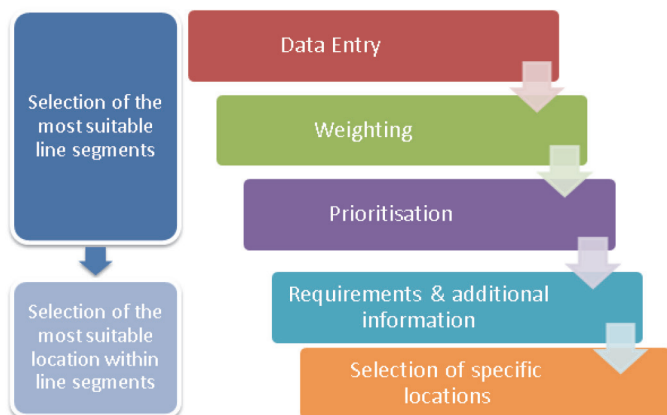 Selection of the
most suitable
line segments
Selection of the
most suitable
location within
line segments
Data Entry
Weighting
Prioritisation
Requirements & additional
information
Selection of specific
locations